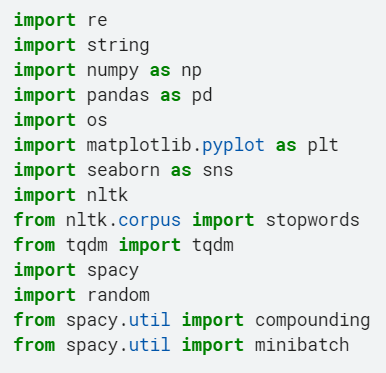 import re
import string
import numpy as np
import pandas as pd
import os
import matplotlib.pyplot as plt
import seaborn as sns
import nltk
from nltk.corpus import stopwords
from tqdm import tqdm
import spacy
import random
from spacy.util import compounding
from spacy.util import minibatch